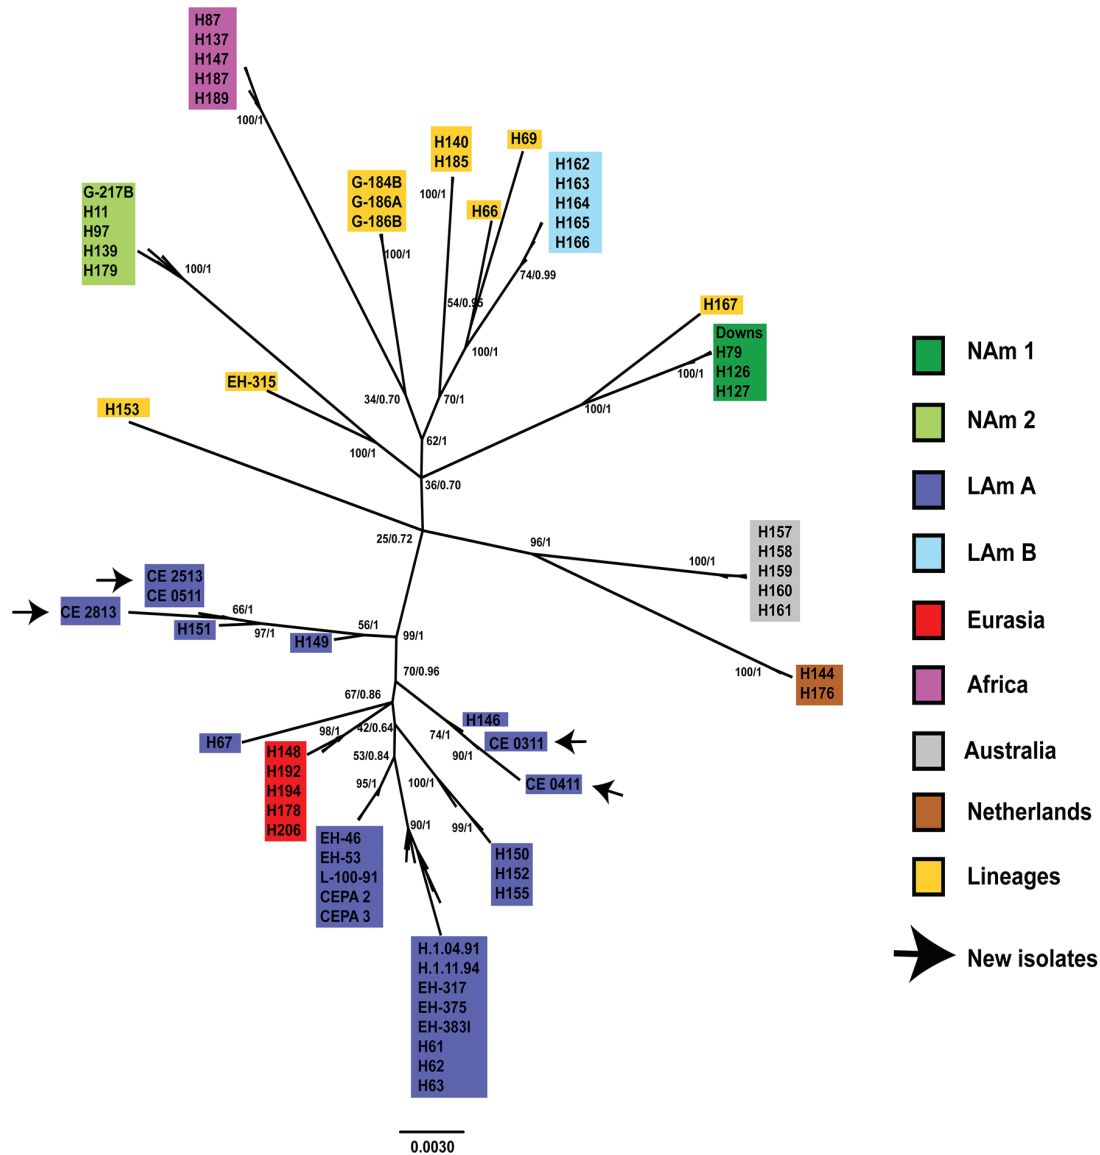 H87
H137
H147
H187
H189
100/1
H140
H185
100/1
H69
H162
H163
H164
H165
H166
74/0.99
G-184B
G-186A
G-186B
100/1
H66
54/0.95
100/1
G-217B
H11
H97
H139
H179
100/1
H167
Downs
H79
H126
H127
100/1
100/1
EH-315
H153
34/0.70
70/1
62/1
100/1
36/0.70
25/0.72
96/1
H157
H158
H159
H160
H161
100/1
H144
H176
100/1
CE 2513
CE 0511
CE 2813
66/1
H151
97/1
56/1
H149
99/1
70/0.96
67/0.86
H67
98/1
42/0.64
H146
74/1
CE 0311
90/1
CE 0411
H148
H192
H194
H178
H206
53/0.84
95/1
100/1
90/1
99/1
EH-46
EH-53
L-100-91
CEPA 2
CEPA 3
H150
H152
H155
H.1.04.91
H.1.11.94
EH-317
EH-375
EH-383I
H61
H62
H63
0.0030
NAm 1
NAm 2
LAm A
LAm B
Eurasia
Africa
Australia
Netherlands
Lineages
New isolates